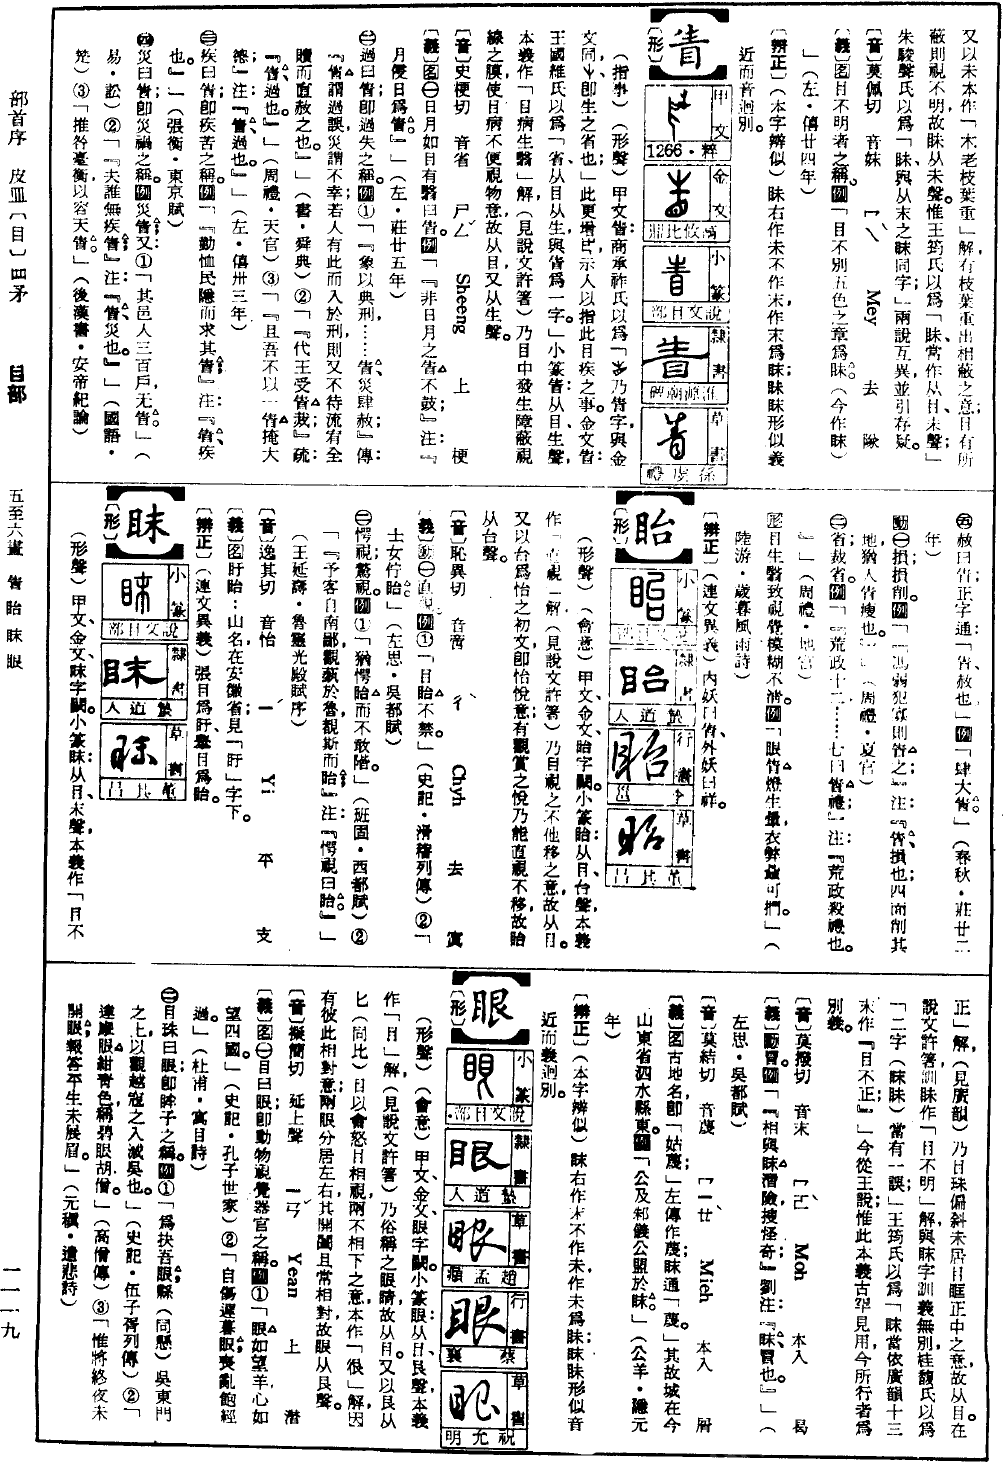 又以未本作「木老枝葉重」解，有枝葉重出相蔽之意；目有所
蔽則視不明，故眛从未聲。惟王筠氏以爲「眛當作从目、未聲」
朱駿聲氏以爲「眛與从末之眜同字」，兩說互異，並引存疑。
〔音〕莫佩切　音妹　ㄇㄟˋ　Mey　去　隊
〔義〕图目不明者之稱。例「目不別五色之章爲眛。」（今作昧）
」（左・僖廿四年）
〔辨正〕（本字辨似）眛右作未，不作末；作末爲眜；眛眜形似義
近而音迥別。
眚
〔形〕
甲文　1266・粹
金文
小篆　說文目部
隸書　淮源廟碑
草書　孫虔禮
（指事）（形聲）甲文眚：商承祚氏以爲「乃眚字，與金
文同，卽生之省也；」此更增示人以指此目疾之事。金文眚：
王國維氏以爲「省，从目从生，與眚爲一字。」小篆眚：从目、生聲，
本義作「目病生翳」解（見說文許箸），乃目中發生障蔽視
線之膜，使目病不便視物意，故从目。又从生聲。
〔音〕史梗切　音省　ㄕㄥˇ　Sheeng　上　梗
〔義〕图㊀日月如目有翳曰眚。例「『非日月之眚不鼓』注：『
月侵日爲眚。』」（左・莊廿五年）
㊁過曰眚，卽過失之稱。例①「『象以典刑……眚災肆赦』傳：
『眚謂過誤，災謂不幸；若人有此而入於刑，則又不待流宥全
贖而直赦之也。』」（書・舜典）②「『代王受眚烖』疏：
『眚，過也。』」（周禮・天官）③「『且吾不以一眚掩大
德』注：『眚，過也。』」（左・僖卅三年）
㊂疾曰眚，卽疾苦之稱。例「『勤恤民隱而求其眚』注：『眚，疾
也。』」（張衡・東京賦）
㊃災曰眚，卽災禍之稱，例災眚又①「其邑人三百戶，无眚。」（
易・訟）②「『夫誰無疾眚』注：『眚，災也。』」（國語・
楚）③「推咎臺衡，以答天眚。」（後漢書・安帝紀論）
㊄赦曰眚；正字通：「眚，赦也。」例「肆大眚。」（春秋・莊廿二
年）
動㊀損；損削。例「『馮弱犯寡則眚之』注：『眚，損也；四面削其
地，猶人眚瘦也。』」（周禮・夏官）
㊁省；裁省。例「『荒政十二……七曰眚禮』注：『荒政殺禮也。
』」（周禮・地官）
形目生翳致視覺模糊不淸。例「眼眚燈生暈，衣弊蝨可捫。」（
陸游・歲暮風雨詩）
〔辨正〕（連文異義）內妖曰眚，外妖曰祥。
眙
〔形〕
小篆　說文目部
隸書　藍道人
行書
草書　董其昌
（形聲）（會意）甲文金文眙字闕。小篆眙：从目、台聲，本義
作「直視」解（見說文許箸），乃目視之不他移之意，故从目。
又以台爲怡之初文，卽怡悅意；有觀賞之悅乃能直視不移，故眙
从台聲。
〔音〕恥異切　音䇼　ㄔˋ　Chyh　去　寘
〔義〕動㊀直視。例①「目眙不禁。」（史記・滑稽列傳）②「
士女佇眙。」（左思・吳都賦）
㊁愕視；驚視。例①「猶愕眙而不敢階。」（班固・西都賦）②
「『予客自南鄙，觀藝於魯，覩斯而眙』注：『愕視曰眙。』」
（王延壽・魯靈光殿賦序）
〔音〕逸其切　音怡　ㄧˊ　Yi　平　支
〔義〕图盱眙：山名，在安徽省；見「盱」字下。
〔辨正〕（連文異義）張目爲盱，舉目爲眙。
眜
〔形〕
小篆　說文目部
隸書　藍道人
草書　董其昌
（形聲）甲文金文眜字闕。小篆眜：从目、末聲，本義作「目不
正」解（見廣韻），乃目珠偏斜未居目眶正中之意，故从目。在
說文許箸訓眜作「目不明」解，與眛字訓義無別；桂馥氏以爲
「二字（眛眜）當有一誤」，王筠氏以爲「眜當依廣韻十三
末作『目不正』。」今從王說。惟此本義古罕見用，今所行者爲
別義。
〔音〕莫撥切　音末　ㄇㄛˋ　Moh　本入　曷
〔義〕動冒。例「『相與眜潛險，搜怪奇』劉注：『眜，冒也。』」（
左思・吳都賦）
〔音〕莫結切　音蔑　ㄇㄧㄝˋ　Mieh　本入　屑
〔義〕图古地名，卽「姑蔑」，左傳作蔑；眜通「蔑。」其故城在今
山東省泗水縣東。例「公及邾儀公盟於眜。」（公羊・隱元
年）
〔辨正〕（本字辨似）眜右作末，不作未；作未爲眛；眜眛形似音
近而義迥別。
眼
〔形〕
小篆　說文目部
隸書　藍道人
草書　趙孟頫
行書　蔡襄
草書　祝允明
（形聲）（會意）甲文金文眼字闕。小篆眼：从目、艮聲，本義
作「目」解（見說文許箸），乃俗稱之眼睛，故从目。又以艮从
匕（同比）目，以會怒目相視兩不相下之意，本作「很」解；因
有彼此相對意，兩眼分居左右，其開闔且常相對，故眼从艮聲。
〔音〕擬簡切　延上聲　ㄧㄢˇ　Yean　上　潸
〔義〕图㊀目曰眼，卽動物視覺器官之稱。例①「眼如望羊，心如
望四國。」（史記・孔子世家）②「自傷遲暮眼，喪亂飽經
過。」（杜甫・寓目詩）
㊁目珠曰眼，卽眸子之稱。例①「爲抉吾眼，縣（同懸）吳東門
之上，以觀越寇之入滅吳也。」（史記・伍子胥列傳）②「
達摩眼紺靑色，稱碧眼胡僧。」（高僧傳）③「惟將終夜未
開眼，報答平生未展眉。」（元稹・遣悲詩）
部首序　皮皿〔目〕罒矛　目部　五至六畫　眚眙眜眼　二一九